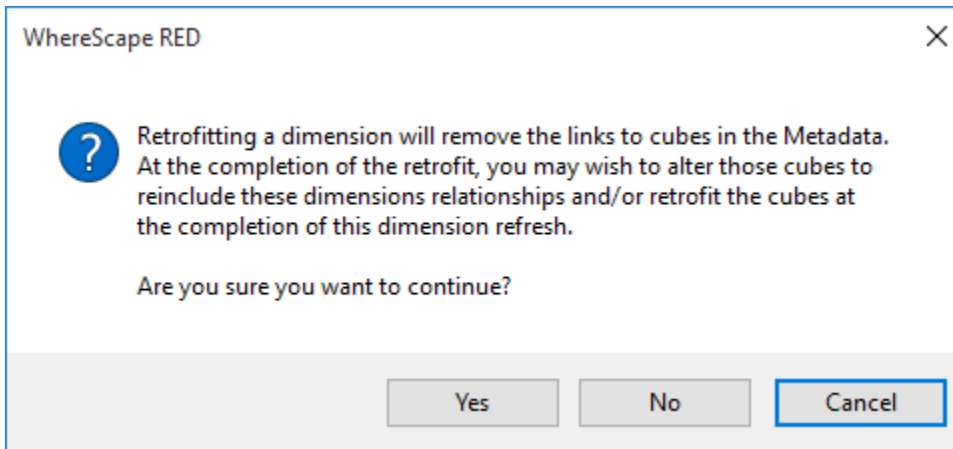 WhereScape RED
?
Retrofitting a dimension will remove the links to cubes in the Metadata.
At the completion of the retrofit, you may wish to alter those cubes to
reinclude these dimensions relationships and/or retrofit the cubes at
the completion of this dimension refresh.
Are you sure you want to continue?
Yes No Cancel